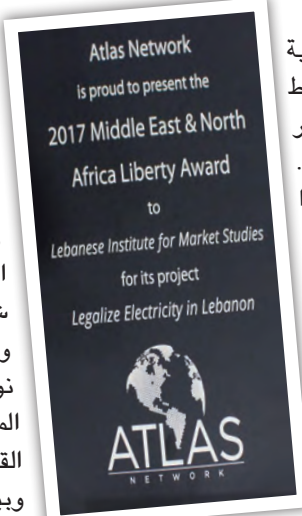 Atlas Network
is proud to present the
2017 Middle East & North
Africa Liberty Award
to
Lebanese Institute for Market Studies
for its project
Legalize Electricity in Lebanon
ATLAS
NETWORK